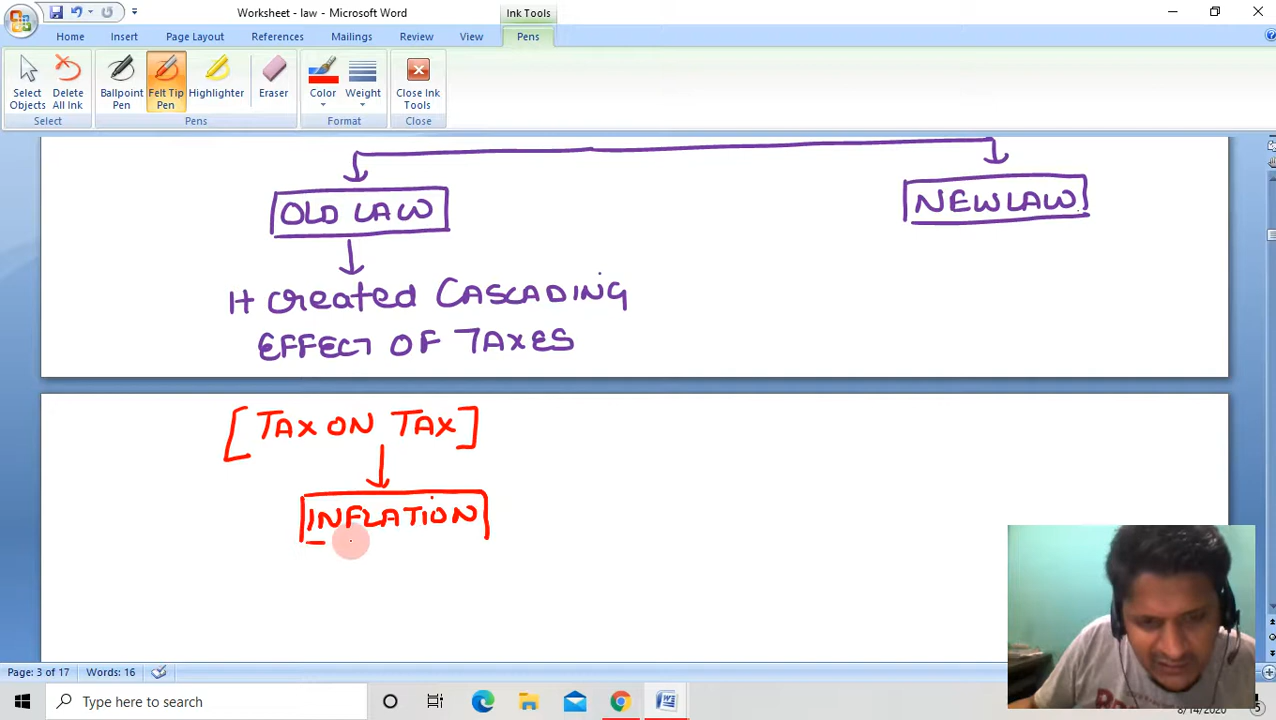 Worksheet - law - Microsoft Word
Ink Tools
Home Insert Page Layout References Mailings Review View Pens
Select Objects
Delete All Ink
Ballpoint Pen
Felt Tip Pen
Highlighter
Eraser
Color
Weight
Close Ink Tools
Select Pens Format Close
OLD LAW
NEW LAW
It created CASCADING
EFFECT OF TAXES
[TAX ON TAX]
INFLATION
Page: 3 of 17 Words: 16
Type here to search
8/14/2020